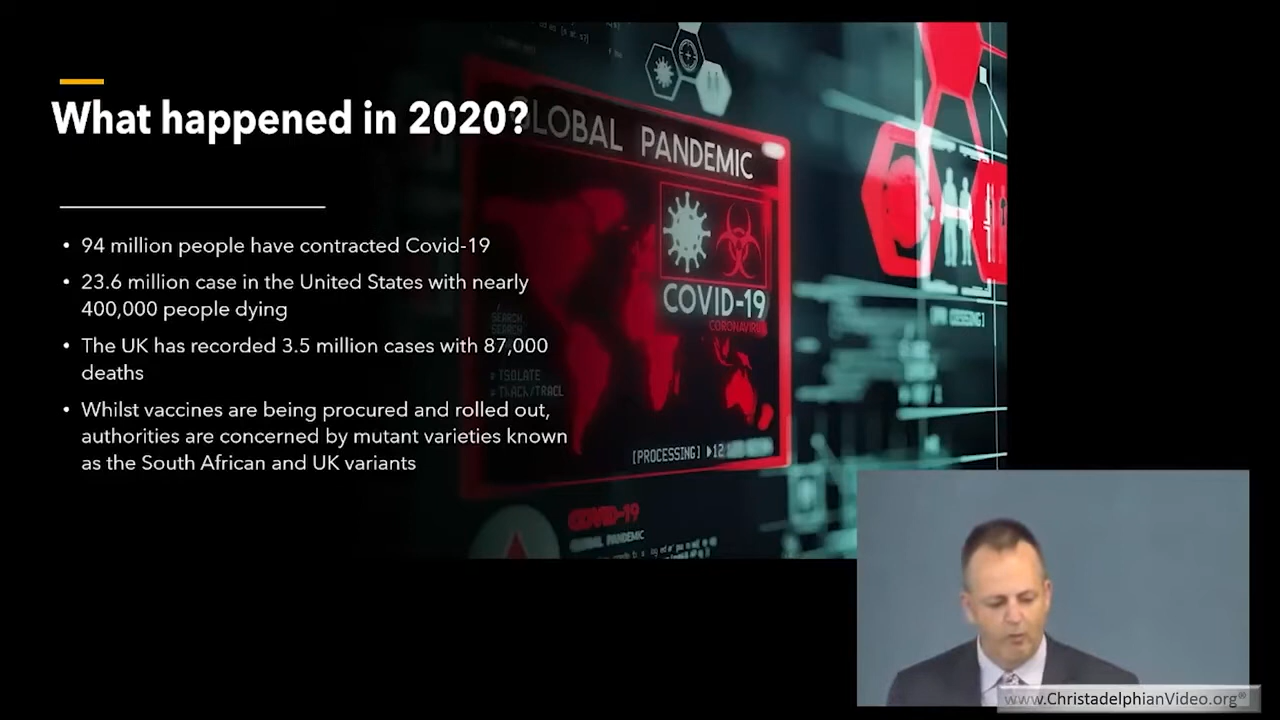 What happened in 2020?
GLOBAL PANDEMIC
94 million people have contracted Covid-19
23.6 million case in the United States with nearly
400,000 people dying
The UK has recorded 3.5 million cases with 87,000
deaths
Whilst vaccines are being procured and rolled out,
authorities are concerned by mutant varieties known
as the South African and UK variants
COVID-19
CORONAVIRUS
SEARCH
SEARCH
ISOLATE
[PROCESSING] 12
COVID-19
GLOBAL PANDEMIC
www.ChristadelphianVideo.org®